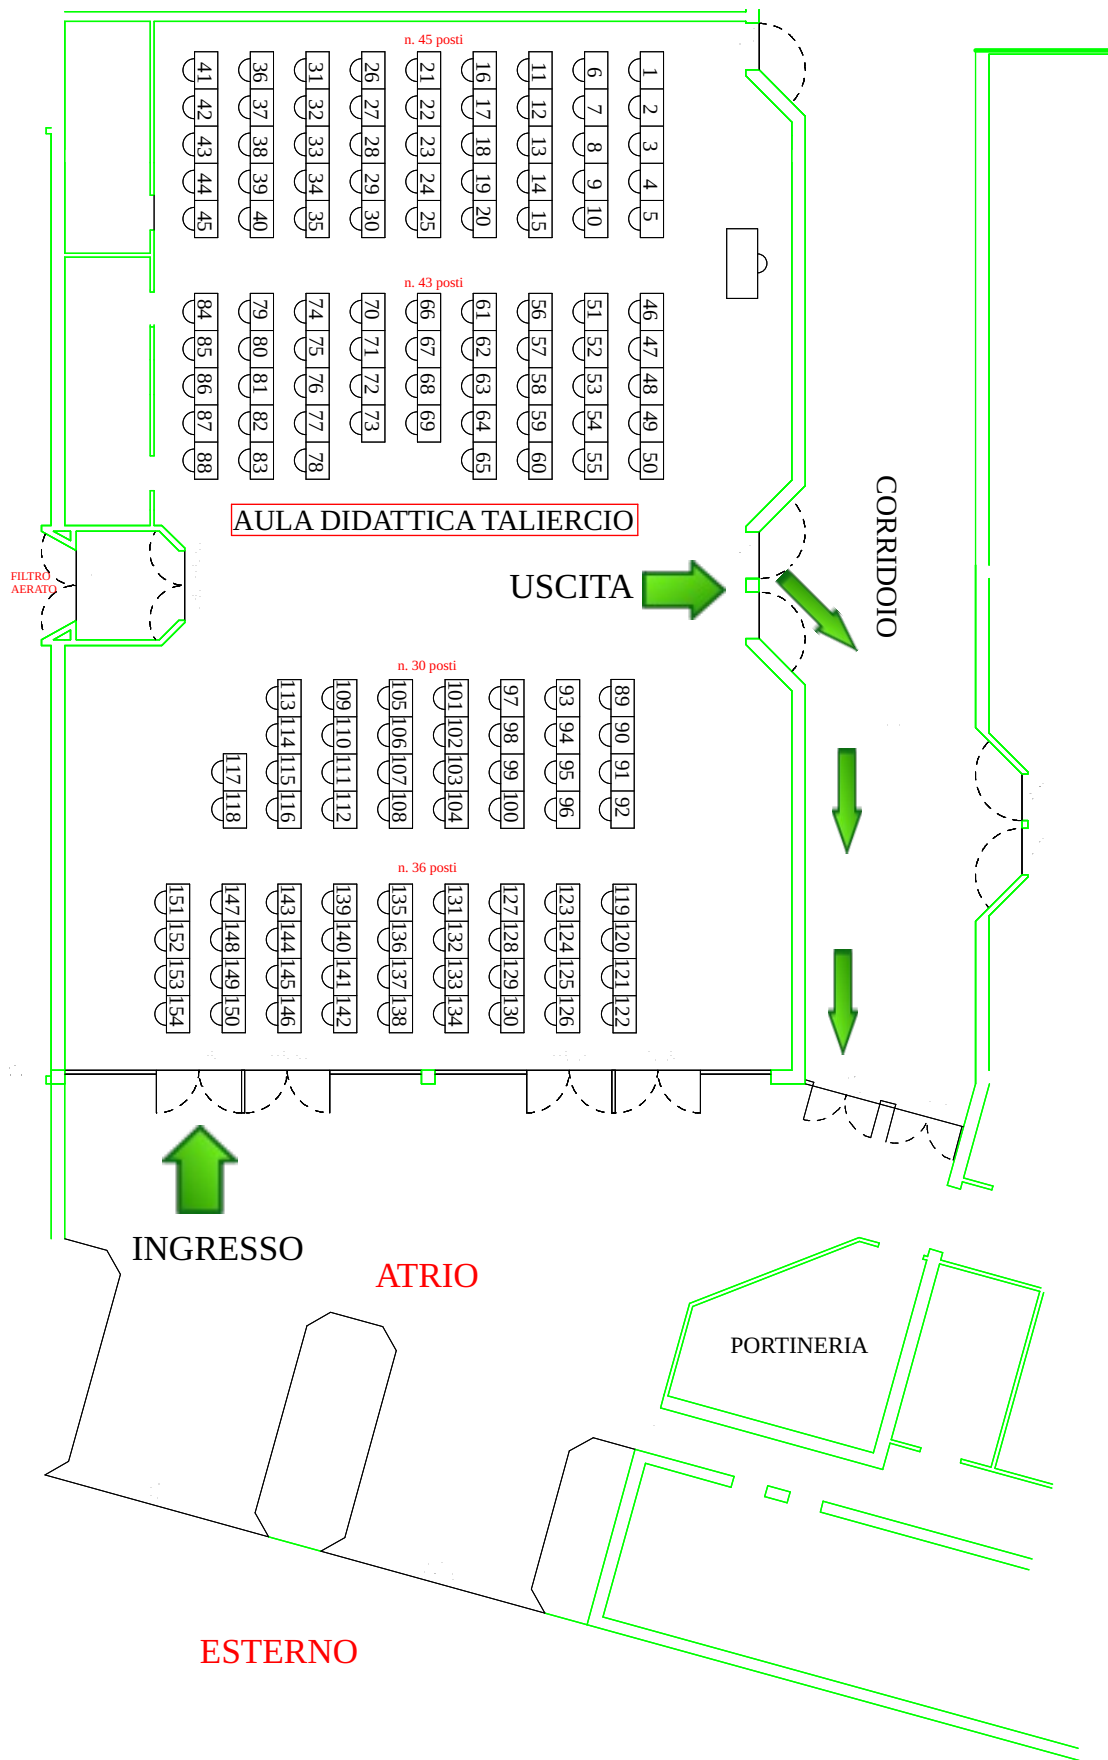 n. 45 posti
41 36 31 26 21 16 11 6 1
42 37 32 27 22 17 12 7 2
43 38 33 28 23 18 13 8 3
44 39 34 29 24 19 14 9 4
45 40 35 30 25 20 15 10 5
n. 43 posti
84 79 74 70 66 61 56 51 46
85 80 75 71 67 62 57 52 47
86 81 76 72 68 63 58 53 48
87 82 77 73 69 64 59 54 49
88 83 78 65 60 55 50
AULA DIDATTICA TALIERCIO
CORRIDOIO
FILTRO
AERATO
USCITA
n. 30 posti
113 109 105 101 97 93 89
114 110 106 102 98 94 90
117 115 111 107 103 99 95 91
118 116 112 108 104 100 96 92
n. 36 posti
151 147 143 139 135 131 127 123 119
152 148 144 140 136 132 128 124 120
153 149 145 141 137 133 129 125 121
154 150 146 142 138 134 130 126 122
INGRESSO
ATRIO
PORTINERIA
ESTERNO